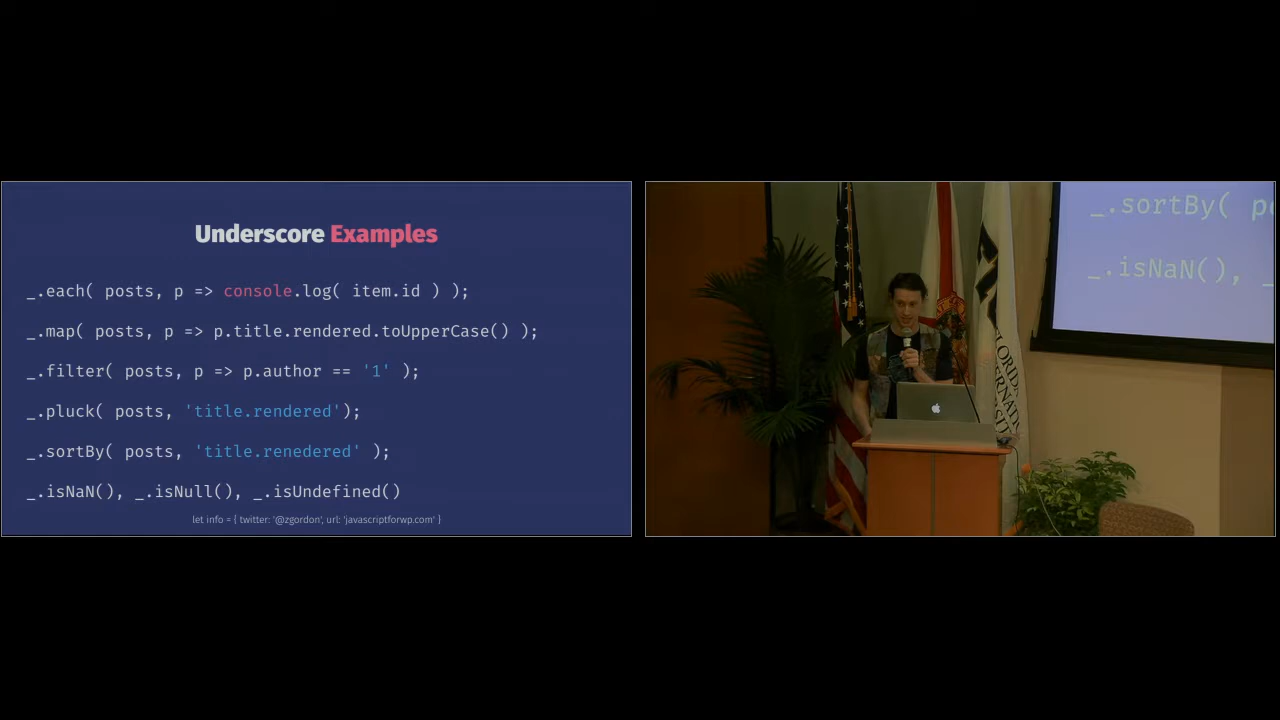 Underscore Examples
_.each( posts, p => console.log( item.id ) );
_.map( posts, p => p.title.rendered.toUpperCase() );
_.filter( posts, p => p.author == '1' );
_.pluck( posts, 'title.rendered');
_.sortBy( posts, 'title.renedered' );
_.isNaN(), _.isNull(), _.isUndefined()
let info = { twitter: '@zgordon', url: 'javascriptforwp.com' }
_.sortBy(
_.isNaN(), _